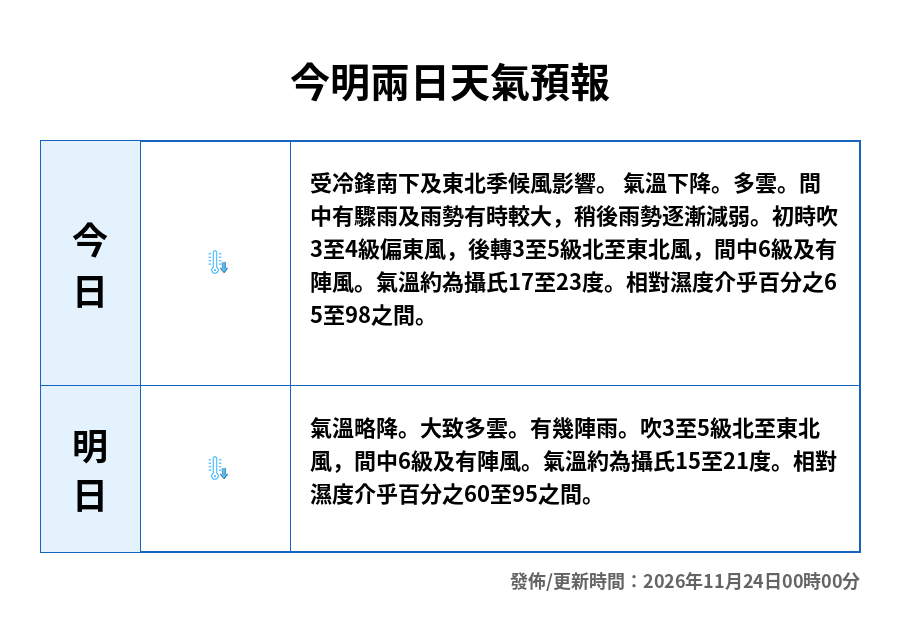 今明兩日天氣預報
今
日
受冷鋒南下及東北季候風影響。 氣溫下降。多雲。間
中有驟雨及雨勢有時較大，稍後雨勢逐漸減弱。初時吹
3至4級偏東風，後轉3至5級北至東北風，間中6級及有
陣風。氣溫約為攝氏17至23度。相對濕度介乎百分之6
5至98之間。
明
日
氣溫略降。大致多雲。有幾陣雨。吹3至5級北至東北
風，間中6級及有陣風。氣溫約為攝氏15至21度。相對
濕度介乎百分之60至95之間。
發佈/更新時間：2026年11月24日00時00分